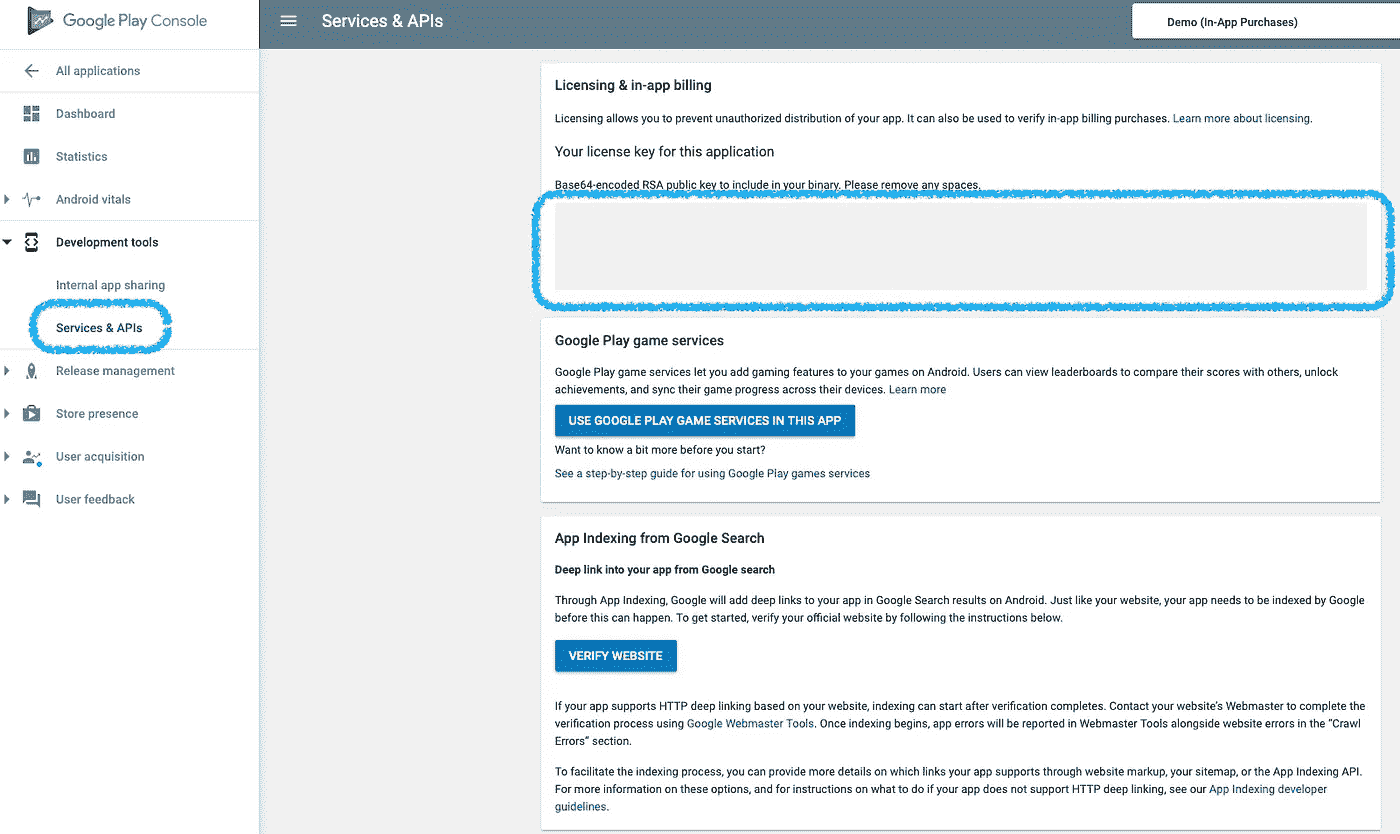 Google Play Console
Services & APIs
Demo (In-App Purchases)
All applications
Dashboard
Statistics
Android vitals
Development tools
Internal app sharing
Services & APIs
Release management
Store presence
User acquisition
User feedback
Licensing & in-app billing
Licensing allows you to prevent unauthorized distribution of your app. It can also be used to verify in-app billing purchases. Learn more about licensing.
Your license key for this application
Base64-encoded RSA public key to include in your binary. Please remove any spaces.
Google Play game services
Google Play game services let you add gaming features to your games on Android. Users can view leaderboards to compare their scores with others, unlock
achievements, and sync their game progress across their devices. Learn more
USE GOOGLE PLAY GAME SERVICES IN THIS APP
Want to know a bit more before you start?
See a step-by-step guide for using Google Play games services
App Indexing from Google Search
Deep link into your app from Google search
Through App Indexing, Google will add deep links to your app in Google Search results on Android. Just like your website, your app needs to be indexed by Google
before this can happen. To get started, verify your official website by following the instructions below.
VERIFY WEBSITE
If your app supports HTTP deep linking based on your website, indexing can start after verification completes. Contact your website's Webmaster to complete the
verification process using Google Webmaster Tools. Once indexing begins, app errors will be reported in Webmaster Tools alongside website errors in the “Crawl
Errors” section.
To facilitate the indexing process, you can provide more details on which links your app supports through website markup, your sitemap, or the App Indexing API.
For more information on these options, and for instructions on what to do if your app does not support HTTP deep linking, see our App Indexing developer
guidelines.